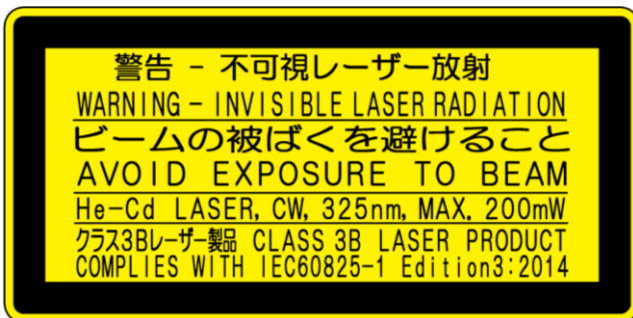 警告 - 不可視レーザー放射
WARNING - INVISIBLE LASER RADIATION
ビームの被ばくを避けること
AVOID EXPOSURE TO BEAM
He-Cd LASER, CW, 325nm, MAX. 200mW
クラス3Bレーザー製品 CLASS 3B LASER PRODUCT
COMPLIES WITH IEC60825-1 Edition3:2014